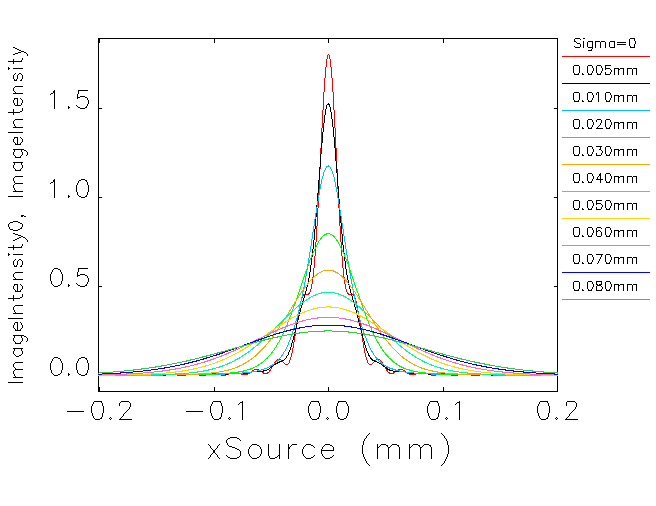 Sigma=0
0.005mm
0.010mm
0.020mm
0.030mm
0.040mm
0.050mm
0.060mm
0.070mm
0.080mm
ImageIntensity0, ImageIntensity
1.5
1.0
0.5
0.0
−0.2 −0.1 0.0 0.1 0.2
xSource (mm)